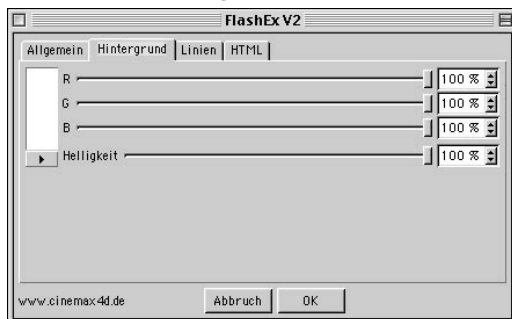 FlashEx V2
Allgemein Hintergrund Linien HTML
R 100 %
G 100 %
B 100 %
Helligkeit 100 %
www.cinemax4d.de Abbruch OK